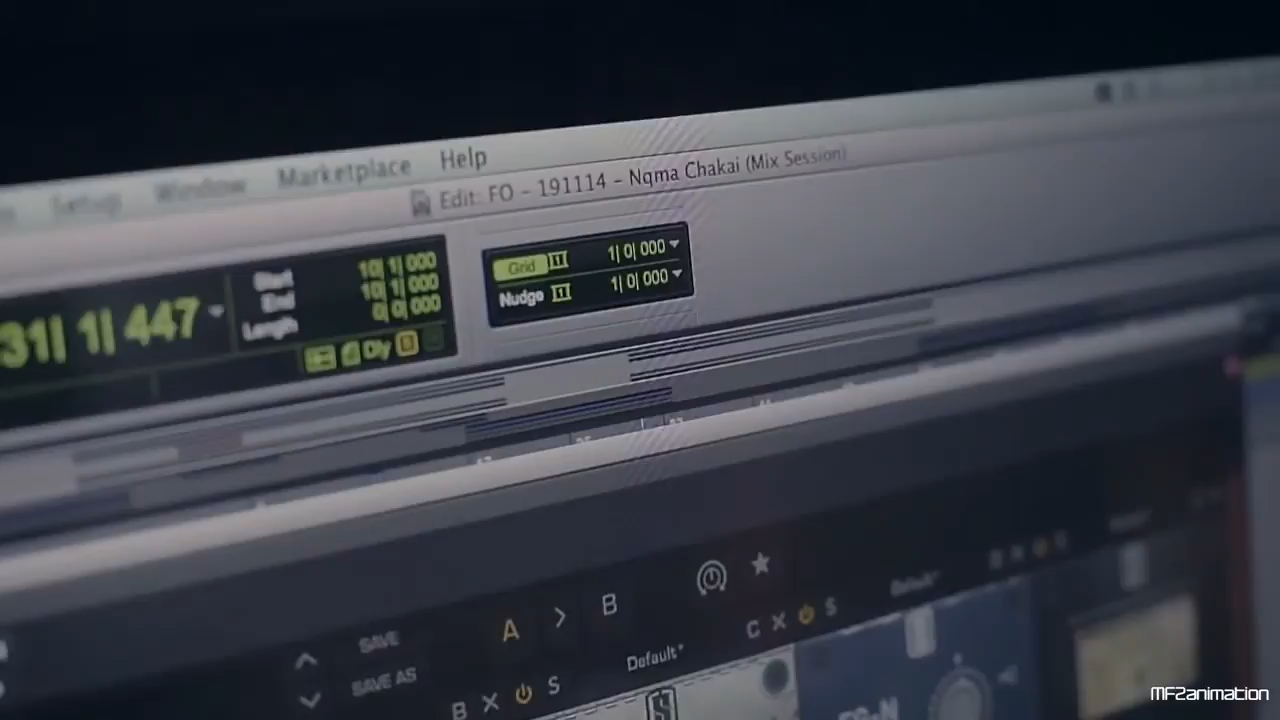 Setup Window Marketplace Help
Edit: FO - 191114 - Nqma Chakai (Mix Session)
31| 1| 447
Start 10| 1| 000
End 10| 1| 000
Length 0| 0| 000
Dly
Grid 1| 0| 000
Nudge 1| 0| 000
SAVE
SAVE AS
A > B
B X S
Default*
C X S
Default*
MF2animation